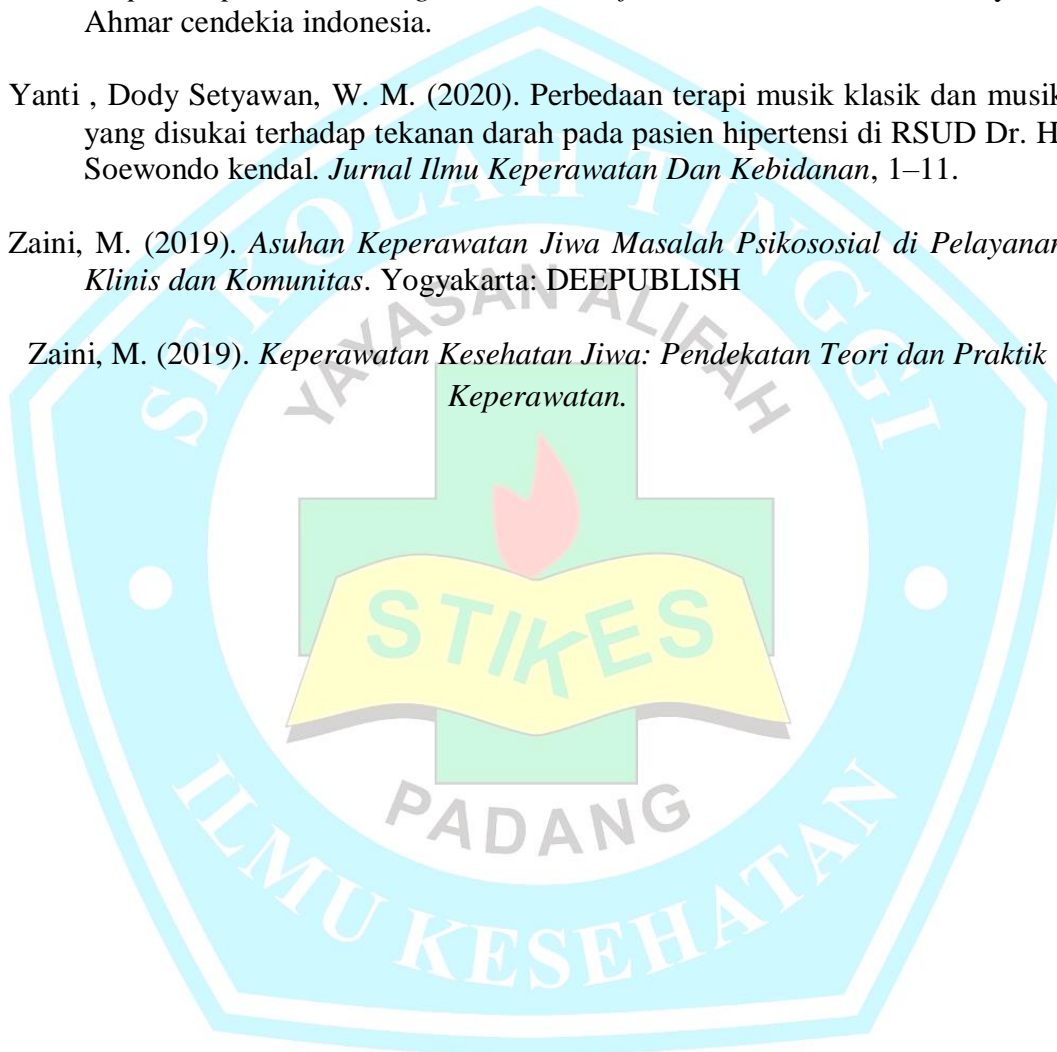 Ahmar cendekia indonesia.
Yanti , Dody Setyawan, W. M. (2020). Perbedaan terapi musik klasik dan musik
yang disukai terhadap tekanan darah pada pasien hipertensi di RSUD Dr. H
Soewondo kendal. Jurnal Ilmu Keperawatan Dan Kebidanan, 1–11.
Zaini, M. (2019). Asuhan Keperawatan Jiwa Masalah Psikososial di Pelayanan
Klinis dan Komunitas. Yogyakarta: DEEPUBLISH
Zaini, M. (2019). Keperawatan Kesehatan Jiwa: Pendekatan Teori dan Praktik
Keperawatan.
SEKOLAH TINGGI
YAYASAN ALIFAH
STIKES
PADANG
ILMU KESEHATAN